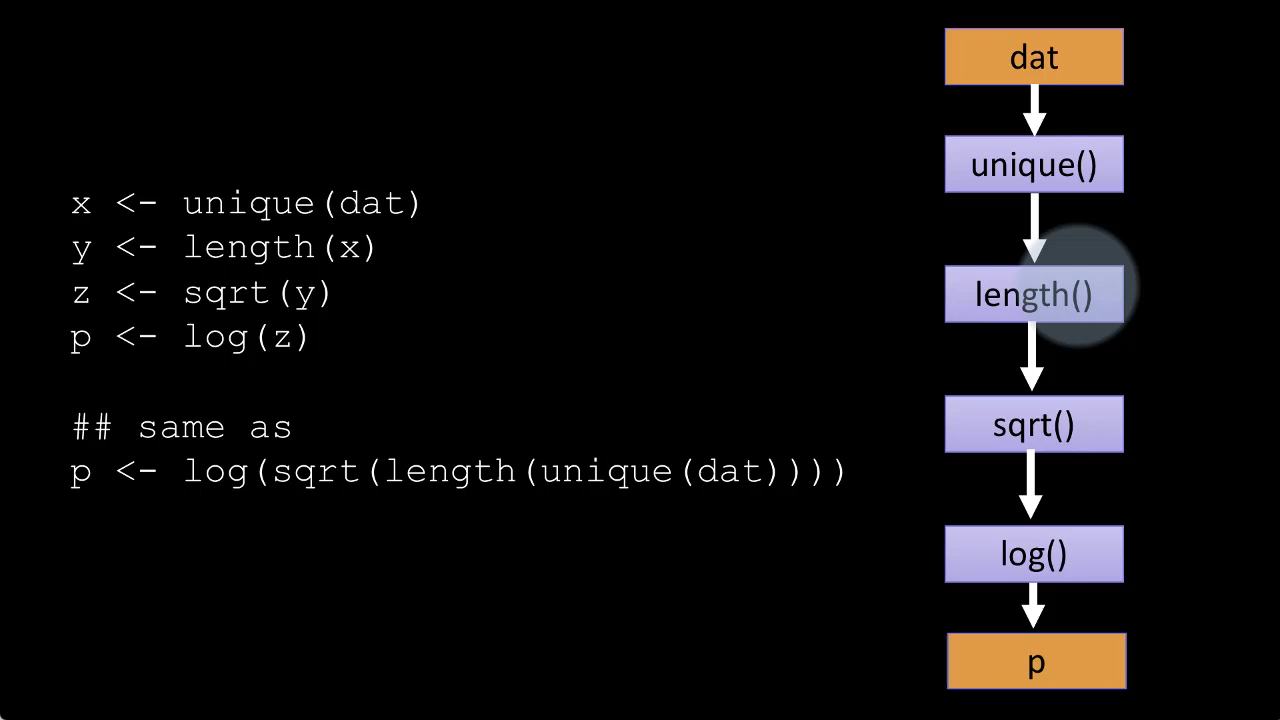 x <- unique(dat)
y <- length(x)
z <- sqrt(y)
p <- log(z)
## same as
p <- log(sqrt(length(unique(dat))))
dat
unique()
length()
sqrt()
log()
p